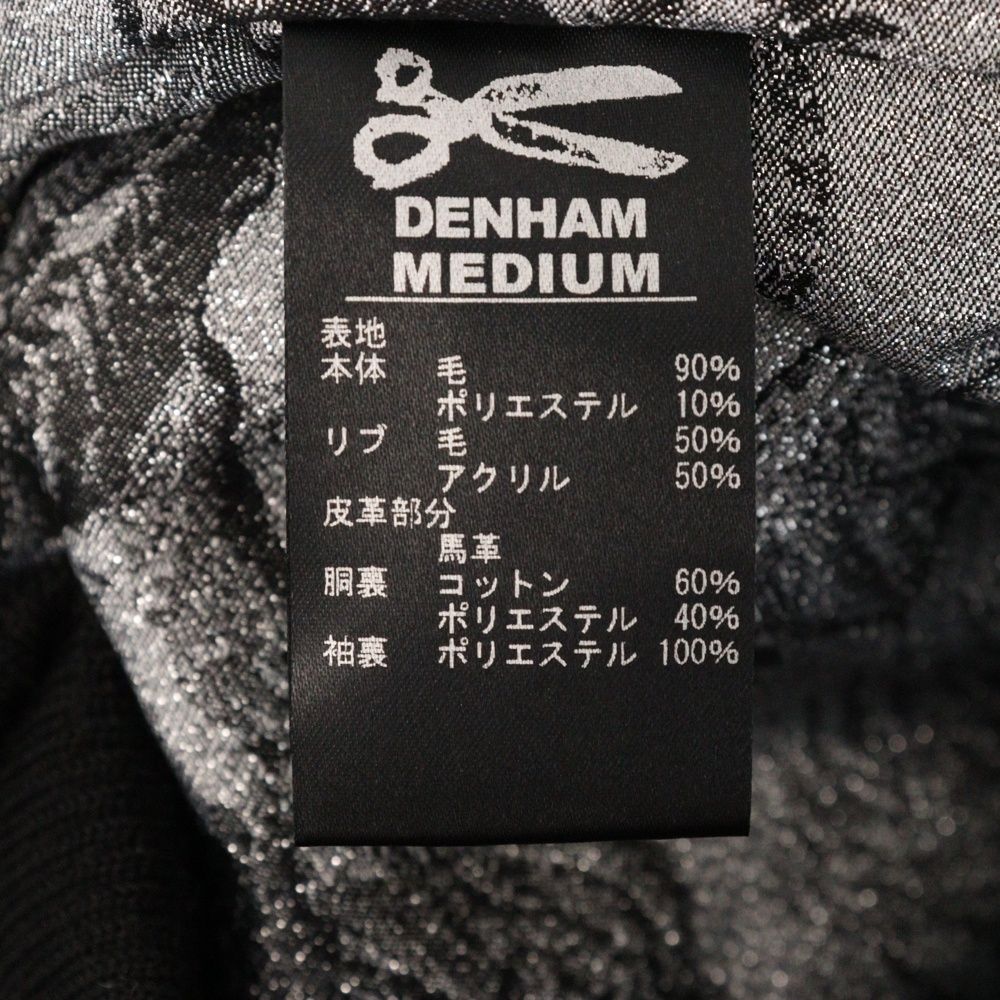 DENHAM
MEDIUM
表地
本体 毛 90%
ポリエステル 10%
リブ 毛 50%
アクリル 50%
皮革部分
馬革
胴裏 コットン 60%
ポリエステル 40%
袖裏 ポリエステル 100%